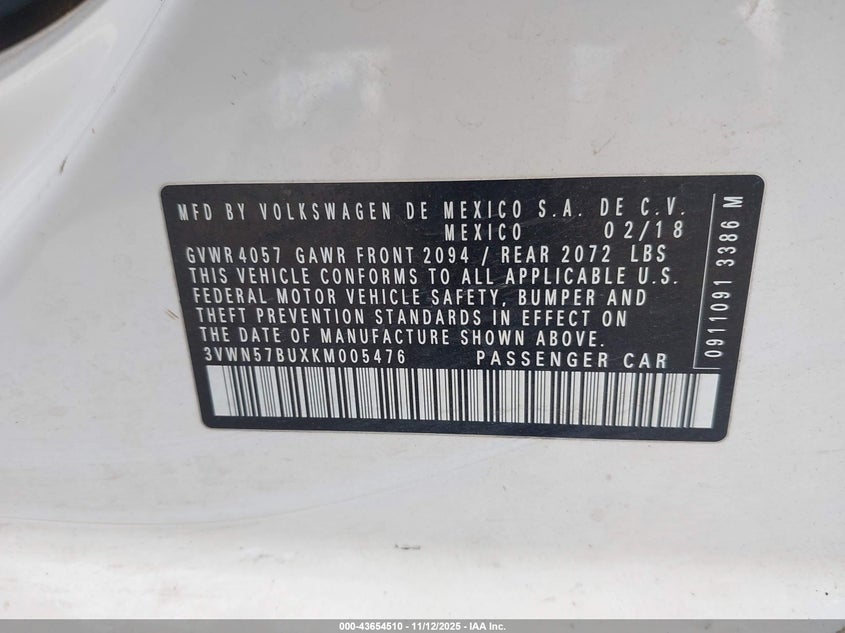 MFD BY VOLKSWAGEN DE MEXICO S.A. DE C.V.
MEXICO 02/18
GVWR 4057 GAWR FRONT 2094 / REAR 2072 LBS
THIS VEHICLE CONFORMS TO ALL APPLICABLE U.S.
FEDERAL MOTOR VEHICLE SAFETY, BUMPER AND
THEFT PREVENTION STANDARDS IN EFFECT ON
THE DATE OF MANUFACTURE SHOWN ABOVE.
3VWN57BUXKM005476 PASSENGER CAR
0911091 3386 M
000-43654510 - 11/12/2025 - IAA Inc.